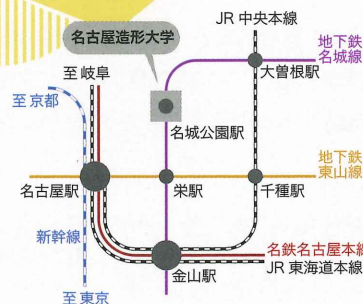 JR 中央本線
名古屋造形大学
地下鉄
名城線
至岐阜
大曽根駅
至京都
名城公園駅
地下鉄
東山線
名古屋駅
栄駅
千種駅
新幹線
名鉄名古屋本線
JR 東海道本線
金山駅
至東京